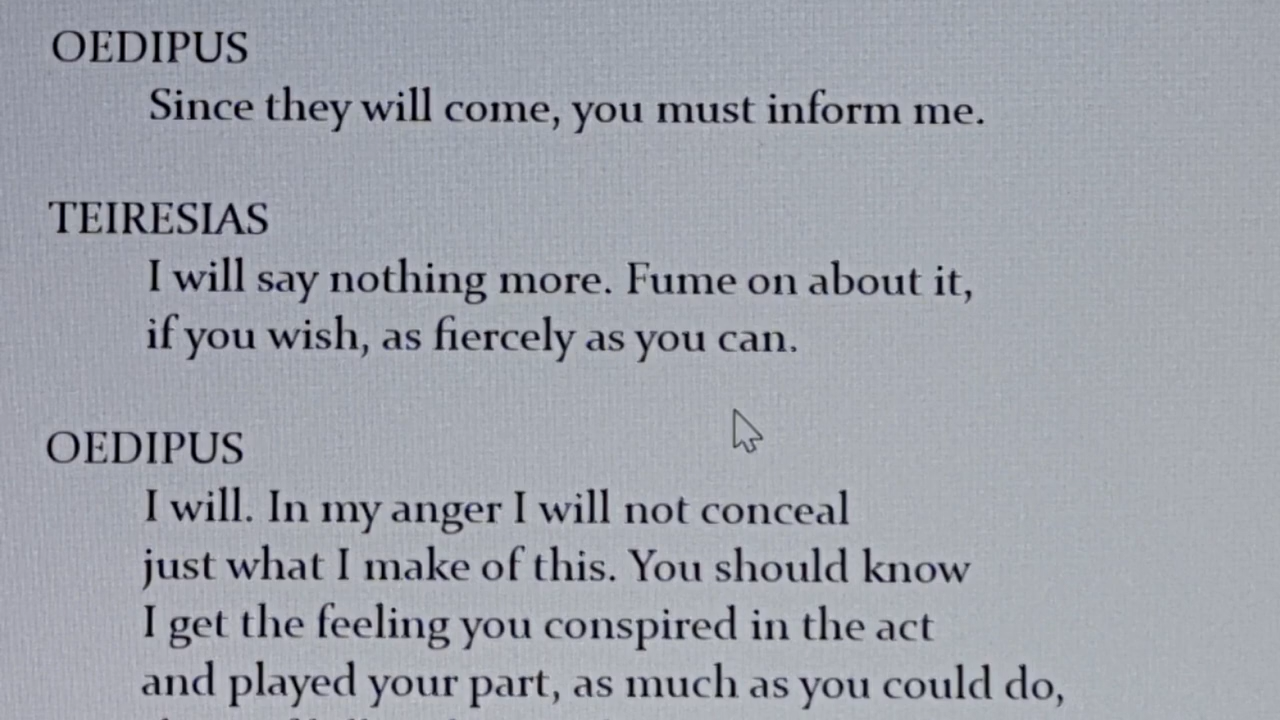 OEDIPUS
Since they will come, you must inform me.
TEIRESIAS
I will say nothing more. Fume on about it,
if you wish, as fiercely as you can.
OEDIPUS
I will. In my anger I will not conceal
just what I make of this. You should know
I get the feeling you conspired in the act
and played your part, as much as you could do,